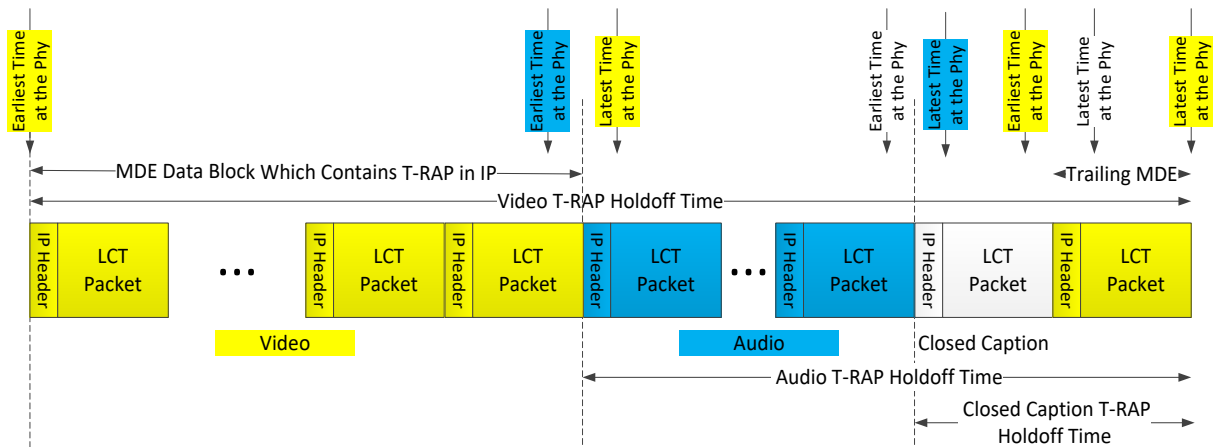 Earliest Time
at the Phy
Earliest Time
at the Phy
Latest Time
at the Phy
Earliest Time
at the Phy
Latest Time
at the Phy
Earliest Time
at the Phy
Latest Time
at the Phy
Latest Time
at the Phy
MDE Data Block Which Contains T-RAP in IP
Trailing MDE
Video T-RAP Holdoff Time
IP Header
LCT
Packet
...
IP Header
LCT
Packet
IP Header
LCT
Packet
IP Header
LCT
Packet
...
IP Header
LCT
Packet
IP Header
LCT
Packet
IP Header
LCT
Packet
Video
Audio
Closed Caption
Audio T-RAP Holdoff Time
Closed Caption T-RAP
Holdoff Time